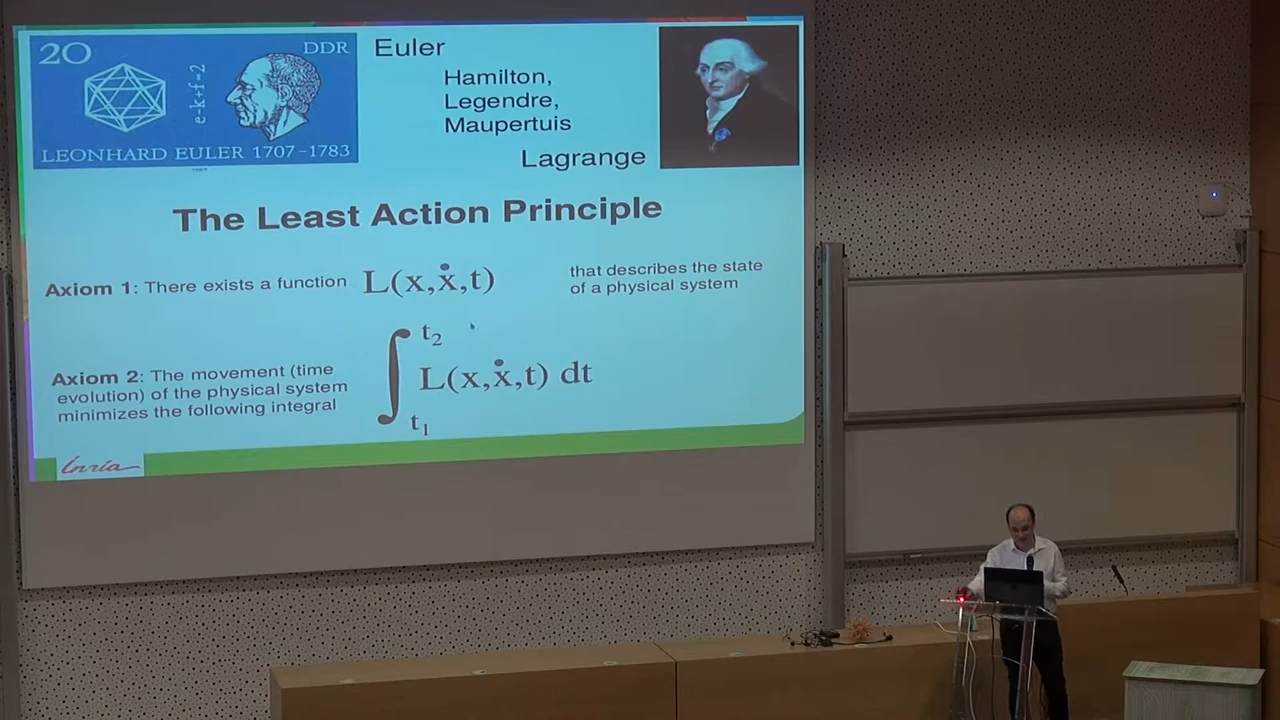 20
DDR
e-k+f=2
LEONHARD EULER 1707-1783
Euler
Hamilton,
Legendre,
Maupertuis
Lagrange
The Least Action Principle
Axiom 1: There exists a function
L(x,ẋ,t)
that describes the state
of a physical system
Axiom 2: The movement (time
evolution) of the physical system
minimizes the following integral
∫ t₂ t₁ L(x,ẋ,t) dt
Inria